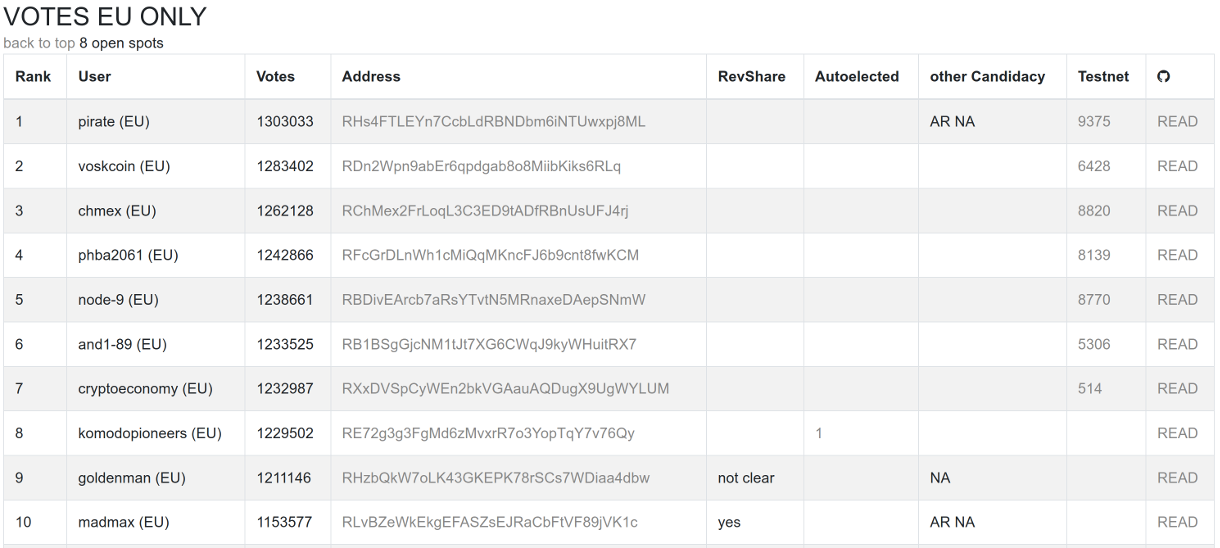 VOTES EU ONLY
back to top 8 open spots
Rank User Votes Address RevShare Autoelected other Candidacy Testnet
1 pirate (EU) 1303033 RHs4FTLEYn7CcbLdRBNDbm6iNTUwxpj8ML AR NA 9375 READ
2 voskcoin (EU) 1283402 RDn2Wpn9abEr6qpdgab8o8MiibKiks6RLq 6428 READ
3 chmex (EU) 1262128 RChMex2FrLoqL3C3ED9tADfRBnUsUFJ4rj 8820 READ
4 phba2061 (EU) 1242866 RFcGrDLnWh1cMiQqMKncFJ6b9cnt8fwKCM 8139 READ
5 node-9 (EU) 1238661 RBDivEArcb7aRsYTvtN5MRnaxeDAepSNmW 8770 READ
6 and1-89 (EU) 1233525 RB1BSgGjcNM1tJt7XG6CWqJ9kyWHuitRX7 5306 READ
7 cryptoeconomy (EU) 1232987 RXxDVSpCyWEn2bkVGAauAQDugX9UgWYLUM 514 READ
8 komodopioneers (EU) 1229502 RE72g3g3FgMd6zMvxrR7o3YopTqY7v76Qy 1 READ
9 goldenman (EU) 1211146 RHzbQkW7oLK43GKEPK78rSCs7WDiaa4dbw not clear NA READ
10 madmax (EU) 1153577 RLvBZeWkEkgEFASZsEJRaCbFtVF89jVK1c yes AR NA READ